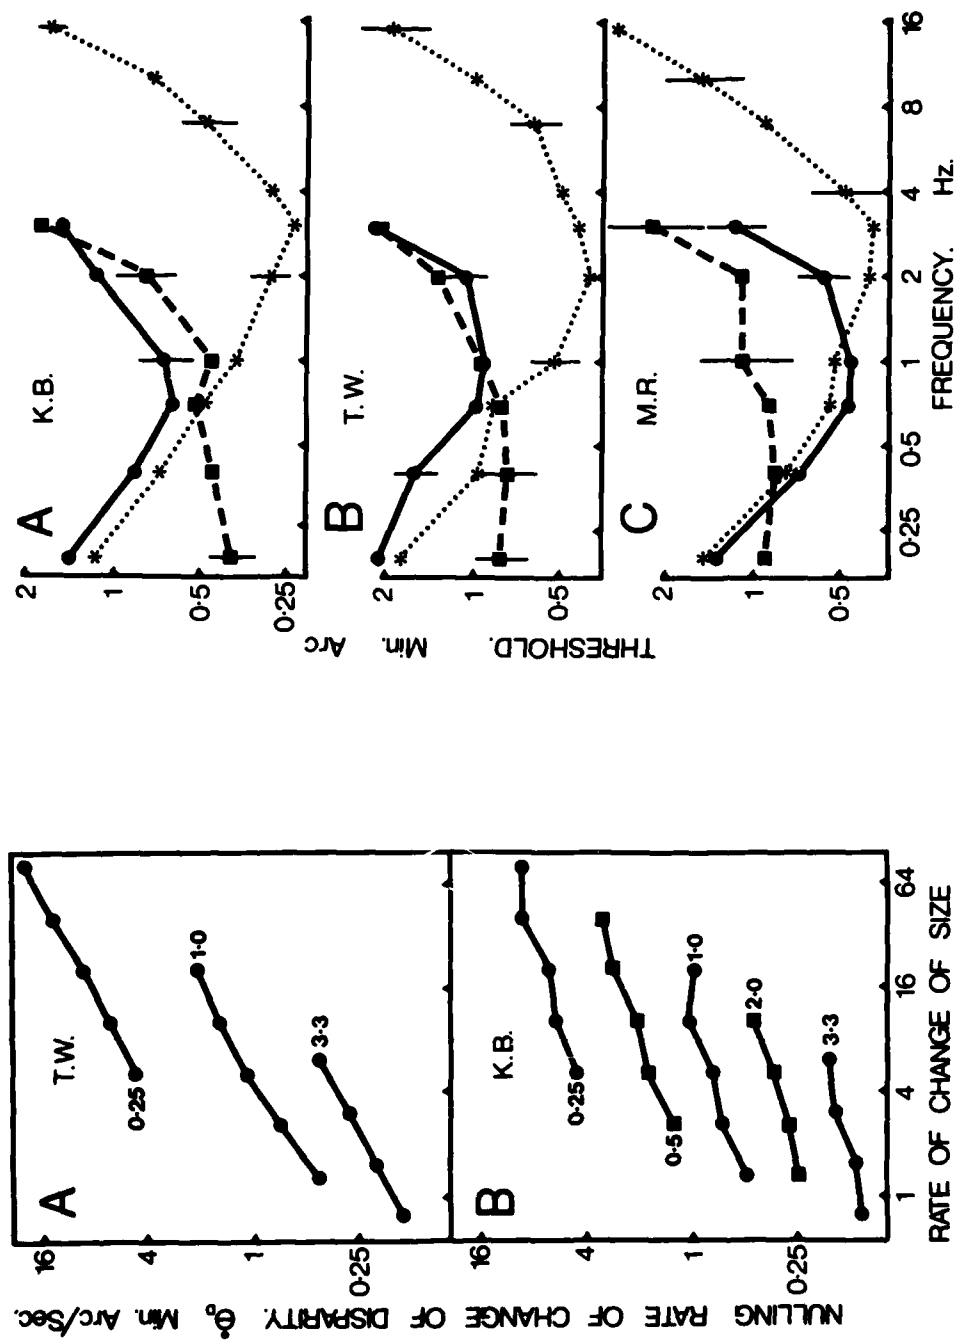 A
T.W.
0·25
1·0
3·3
16
4
1
0·25
B
K.B.
0·25
0·5
1·0
2·0
3·3
16
4
1
0·25
1
4
16
64
RATE OF CHANGE OF SIZE
NULLING RATE OF CHANGE OF DISPARITY. Φ̇D Min. Arc/Sec.
A
K.B.
2
1
0·5
0·25
B
T.W.
2
1
C
M.R.
2
1
0·5
0·25
0·5
1
2
4
8
16
FREQUENCY. Hz.
THRESHOLD. Min. Arc